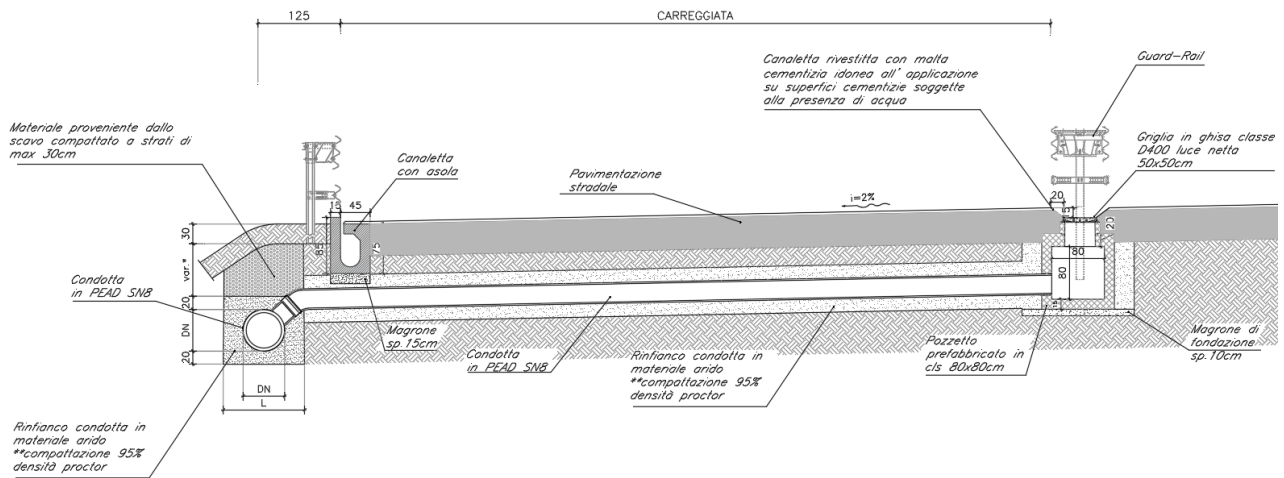 125
CARREGGIATA
Canaletta rivestitta con malta
cementizia idonea all' applicazione
su superfici cementizie soggette
alla presenza di acqua
Guard-Rail
Materiale proveniente dallo
scavo compattato a strati di
max 30cm
Canaletta
con asola
Griglia in ghisa classe
D400 luce netta
50x50cm
Pavimentazione
stradale
i=2%
20
5
15
45
30
85
75
20
80
80
var.*
Condotta
in PEAD SN8
20
DN
20
15
Magrone
sp.15cm
Condotta
in PEAD SN8
Rinfianco condotta in
materiale arido
**compattazione 95%
densità proctor
Pozzetto
prefabbricato in
cls 80x80cm
Magrone di
fondazione
sp.10cm
DN
L
Rinfianco condotta in
materiale arido
**compattazione 95%
densità proctor